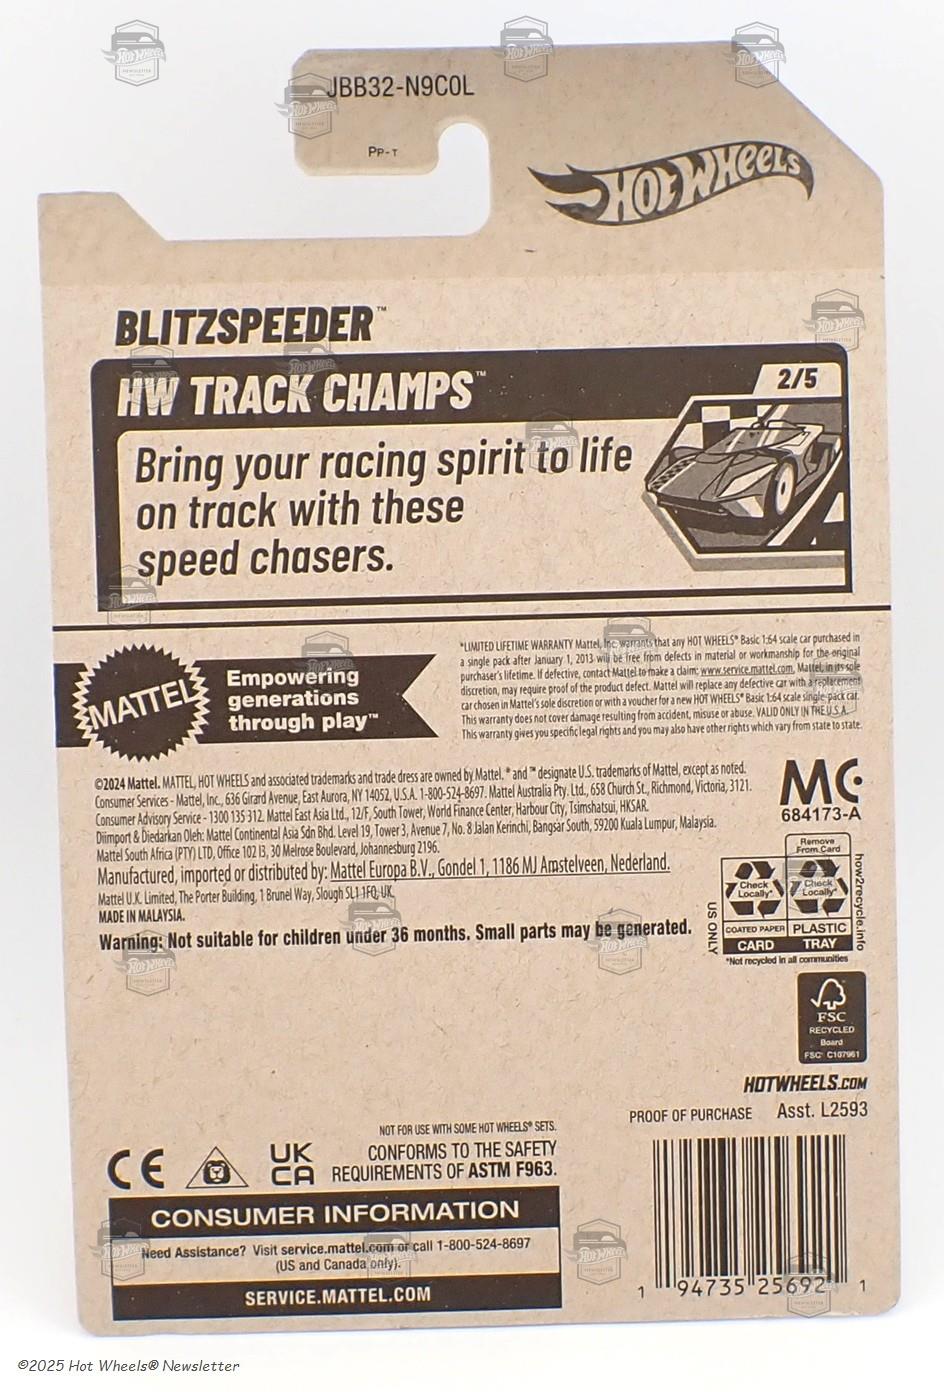 JBB32-N9C0L
PP-T
HOT WHEELS
BLITZSPEEDER™
HW TRACK CHAMPS™
2/5
Bring your racing spirit to life
on track with these
speed chasers.
MATTEL
Empowering
generations
through play™
*LIMITED LIFETIME WARRANTY Mattel, Inc. warrants that any HOT WHEELS® Basic 1:64 scale car purchased in
a single pack after January 1, 2013 will be free from defects in material or workmanship for the original
purchaser's lifetime. If defective, contact Mattel to make a claim: www.service.mattel.com. Mattel, in its sole
discretion, may require proof of the product defect. Mattel will replace any defective car with a replacement
car chosen in Mattel's sole discretion or with a voucher for a new HOT WHEELS® Basic 1:64 scale single-pack car.
This warranty does not cover damage resulting from accident, misuse or abuse. VALID ONLY IN THE U.S.A.
This warranty gives you specific legal rights and you may also have other rights which vary from state to state.
©2024 Mattel. MATTEL, HOT WHEELS and associated trademarks and trade dress are owned by Mattel. ® and ™ designate U.S. trademarks of Mattel, except as noted.
Consumer Services - Mattel, Inc., 636 Girard Avenue, East Aurora, NY 14052, U.S.A. 1-800-524-8697. Mattel Australia Pty. Ltd., 658 Church St., Richmond, Victoria, 3121.
Consumer Advisory Service - 1300 135 312. Mattel East Asia Ltd., 12/F, South Tower, World Finance Center, Harbour City, Tsimshatsui, HKSAR.
Diimport & Diedarkan Oleh: Mattel Continental Asia Sdn Bhd. Level 19, Tower 3, Avenue 7, No. 8 Jalan Kerinchi, Bangsar South, 59200 Kuala Lumpur, Malaysia.
Mattel South Africa (PTY) LTD, Office 102 I3, 30 Melrose Boulevard, Johannesburg 2196.
Manufactured, imported or distributed by: Mattel Europa B.V., Gondel 1, 1186 MJ Amstelveen, Nederland.
Mattel U.K. Limited, The Porter Building, 1 Brunel Way, Slough SL1 1FQ, UK.
MADE IN MALAYSIA.
Warning: Not suitable for children under 36 months. Small parts may be generated.
MC
684173-A
Remove
From Card
Check
Locally*
Check
Locally*
COATED PAPER
PLASTIC
CARD
TRAY
US ONLY
how2recycle.info
*Not recycled in all communities
FSC
RECYCLED
Board
FSC® C107961
HOTWHEELS.COM
PROOF OF PURCHASE
Asst. L2593
NOT FOR USE WITH SOME HOT WHEELS® SETS.
CE
UK
CA
CONFORMS TO THE SAFETY
REQUIREMENTS OF ASTM F963.
CONSUMER INFORMATION
Need Assistance? Visit service.mattel.com or call 1-800-524-8697
(US and Canada only).
SERVICE.MATTEL.COM
1 94735 25692 1
©2025 Hot Wheels® Newsletter